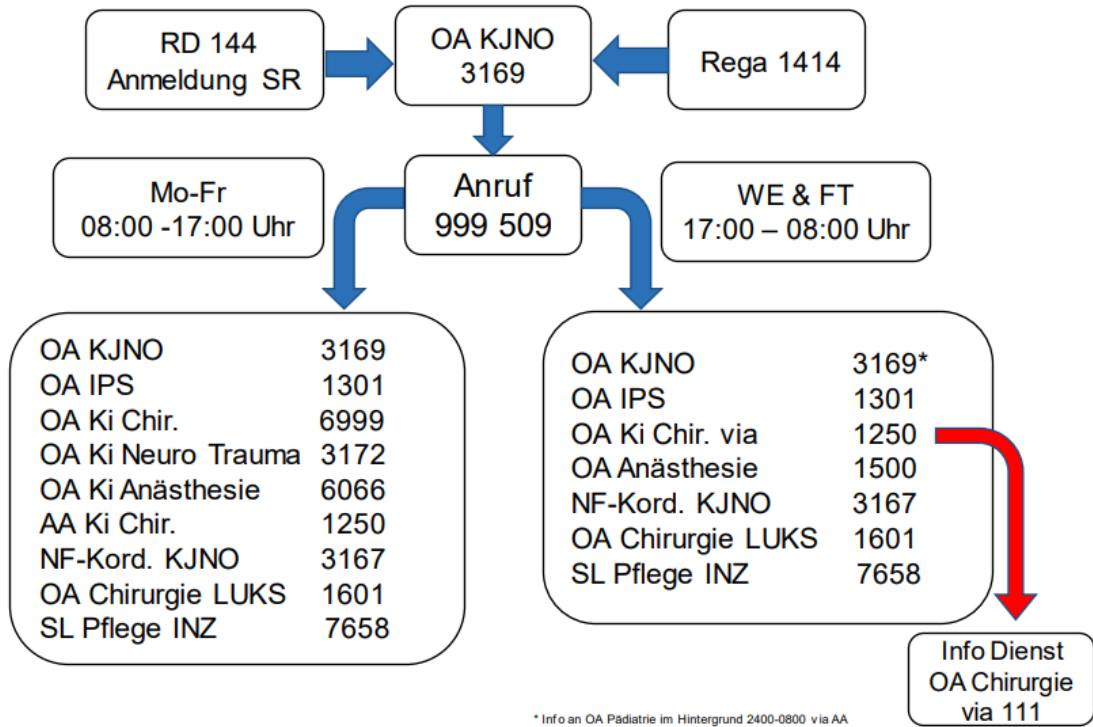 RD 144
Anmeldung SR
OA KJNO
3169
Rega 1414
Mo-Fr
08:00 -17:00 Uhr
Anruf
999 509
WE & FT
17:00 – 08:00 Uhr
OA KJNO 3169
OA IPS 1301
OA Ki Chir. 6999
OA Ki Neuro Trauma 3172
OA Ki Anästhesie 6066
AA Ki Chir. 1250
NF-Kord. KJNO 3167
OA Chirurgie LUKS 1601
SL Pflege INZ 7658
OA KJNO 3169*
OA IPS 1301
OA Ki Chir. via 1250
OA Anästhesie 1500
NF-Kord. KJNO 3167
OA Chirurgie LUKS 1601
SL Pflege INZ 7658
Info Dienst
OA Chirurgie
via 111
* Info an OA Pädiatrie im Hintergrund 2400-0800 via AA